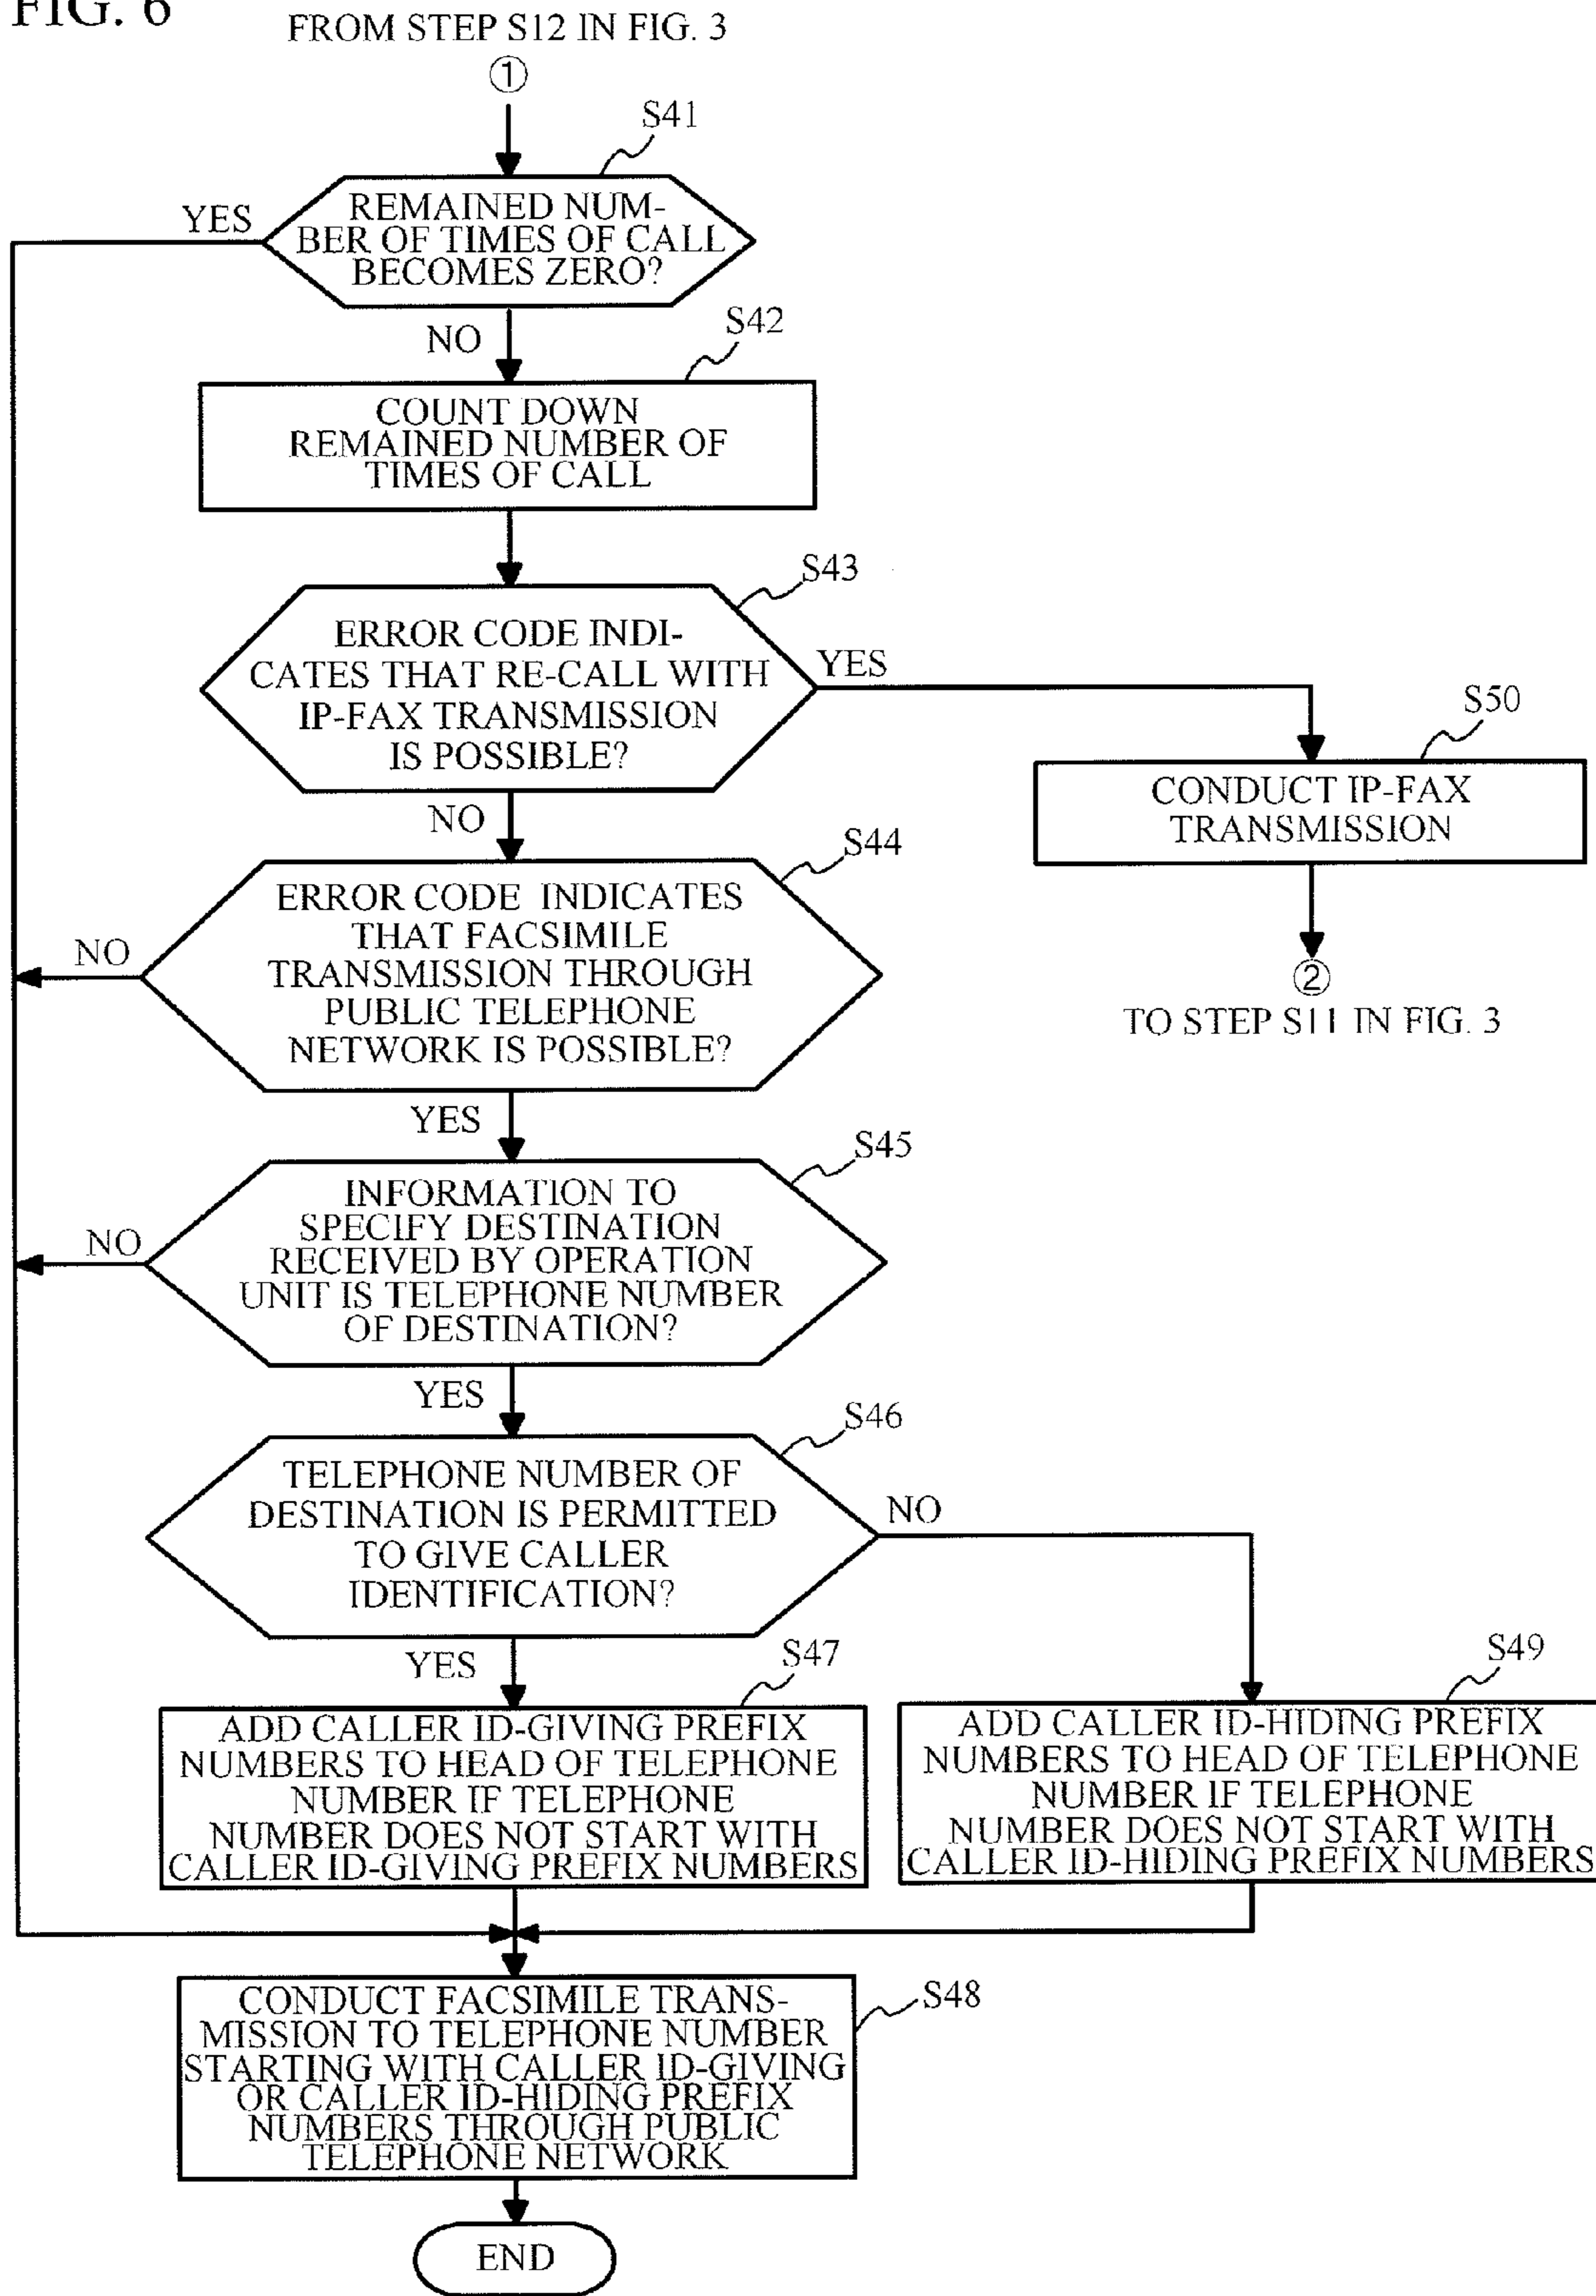 FIG. 6
FROM STEP S12 IN FIG. 3
①
S41
YES
REMAINED NUM-
BER OF TIMES OF CALL
BECOMES ZERO?
NO
S42
COUNT DOWN
REMAINED NUMBER OF
TIMES OF CALL
S43
ERROR CODE INDI-
CATES THAT RE-CALL WITH
IP-FAX TRANSMISSION
IS POSSIBLE?
YES
S50
CONDUCT IP-FAX
TRANSMISSION
②
TO STEP S11 IN FIG. 3
NO
S44
ERROR CODE INDICATES
THAT FACSIMILE
TRANSMISSION THROUGH
PUBLIC TELEPHONE
NETWORK IS POSSIBLE?
NO
YES
S45
INFORMATION TO
SPECIFY DESTINATION
RECEIVED BY OPERATION
UNIT IS TELEPHONE NUMBER
OF DESTINATION?
NO
YES
S46
TELEPHONE NUMBER OF
DESTINATION IS PERMITTED
TO GIVE CALLER
IDENTIFICATION?
NO
YES
S47
ADD CALLER ID-GIVING PREFIX
NUMBERS TO HEAD OF TELEPHONE
NUMBER IF TELEPHONE
NUMBER DOES NOT START WITH
CALLER ID-GIVING PREFIX NUMBERS
S49
ADD CALLER ID-HIDING PREFIX
NUMBERS TO HEAD OF TELEPHONE
NUMBER IF TELEPHONE
NUMBER DOES NOT START WITH
CALLER ID-HIDING PREFIX NUMBERS
S48
CONDUCT FACSIMILE TRANS-
MISSION TO TELEPHONE NUMBER
STARTING WITH CALLER ID-GIVING
OR CALLER ID-HIDING PREFIX
NUMBERS THROUGH PUBLIC
TELEPHONE NETWORK
END